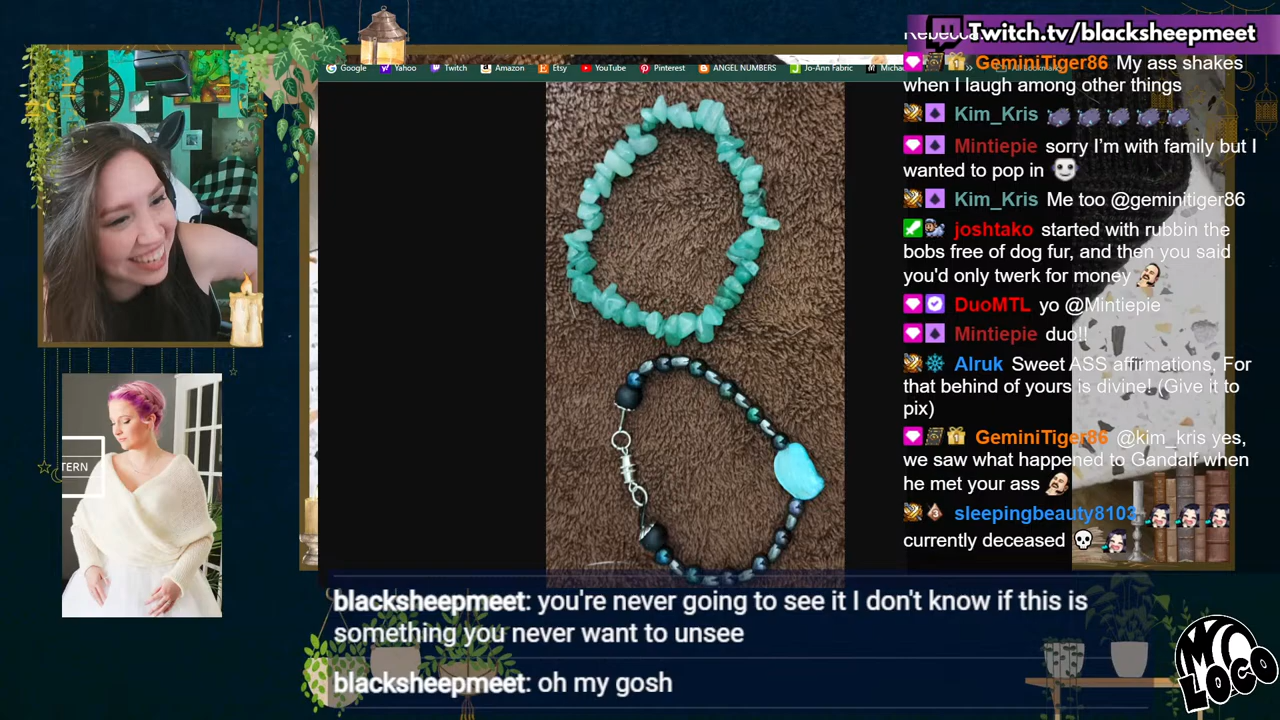 Twitch.tv/blacksheepmeet
Google
Yahoo
Twitch
Amazon
Etsy
YouTube
Pinterest
ANGEL NUMBERS
Jo-Ann Fabric
GeminiTiger86 My ass shakes
when I laugh among other things
Kim_Kris
Mintiepie sorry I'm with family but I
wanted to pop in
Kim_Kris Me too @geminitiger86
joshtako started with rubbin the
bobs free of dog fur, and then you said
you'd only twerk for money
DuoMTL yo @Mintiepie
Mintiepie duo!!
Alruk Sweet ASS affirmations, For
that behind of yours is divine! (Give it to
pix)
GeminiTiger86 @kim_kris yes,
we saw what happened to Gandalf when
he met your ass
sleepingbeauty8103
currently deceased
TERN
blacksheepmeet: you're never going to see it I don't know if this is
something you never want to unsee
blacksheepmeet: oh my gosh
MC
LOCO